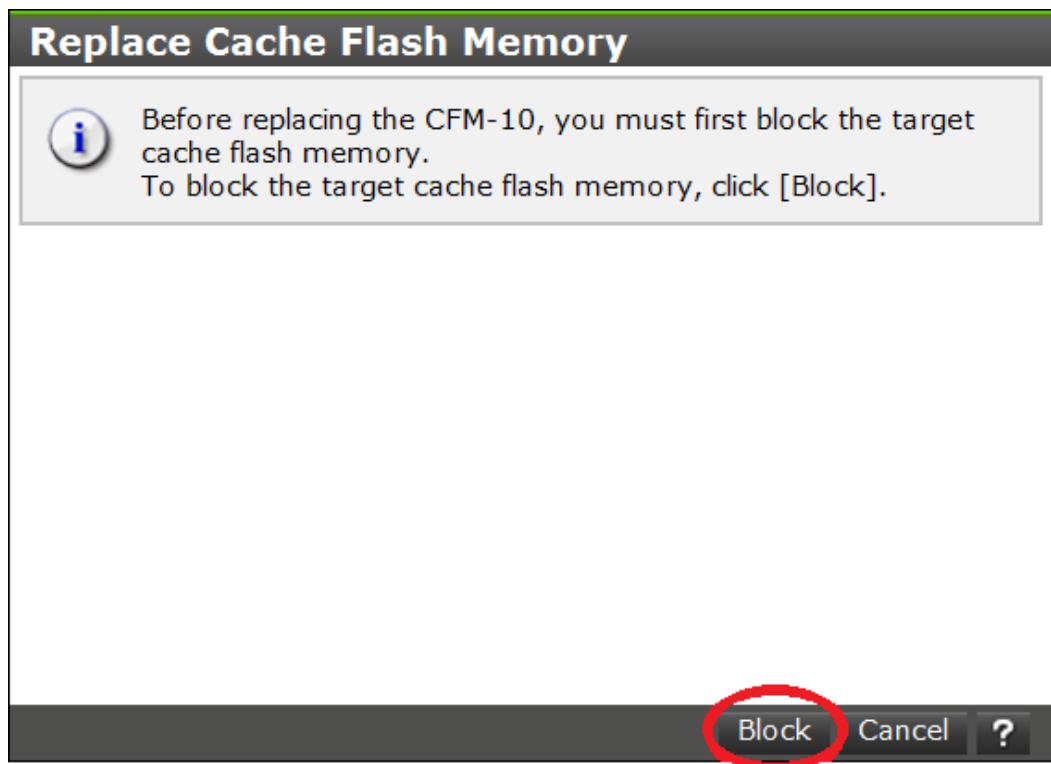 Replace Cache Flash Memory
Before replacing the CFM-10, you must first block the target
cache flash memory.
To block the target cache flash memory, click [Block].
Block Cancel ?